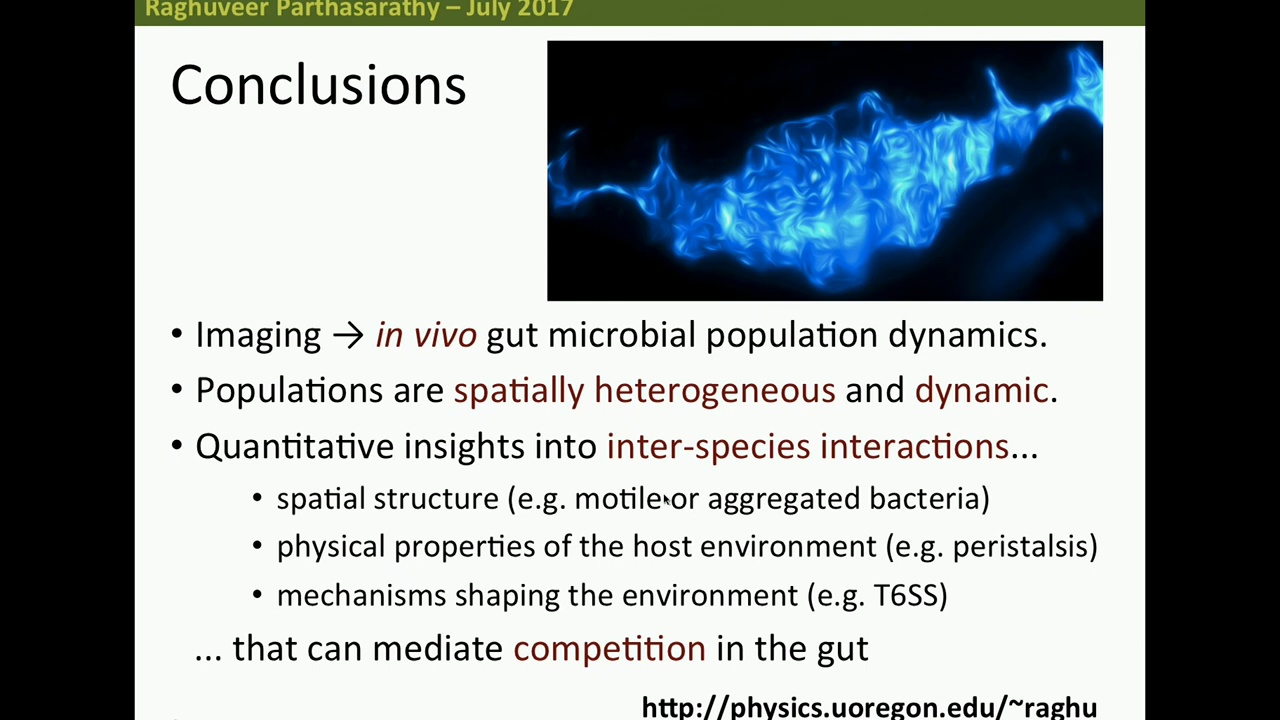 Raghuveer Parthasarathy – July 2017
Conclusions
• Imaging → in vivo gut microbial population dynamics.
• Populations are spatially heterogeneous and dynamic.
• Quantitative insights into inter-species interactions...
• spatial structure (e.g. motile or aggregated bacteria)
• physical properties of the host environment (e.g. peristalsis)
• mechanisms shaping the environment (e.g. T6SS)
... that can mediate competition in the gut
http://physics.uoregon.edu/~raghu